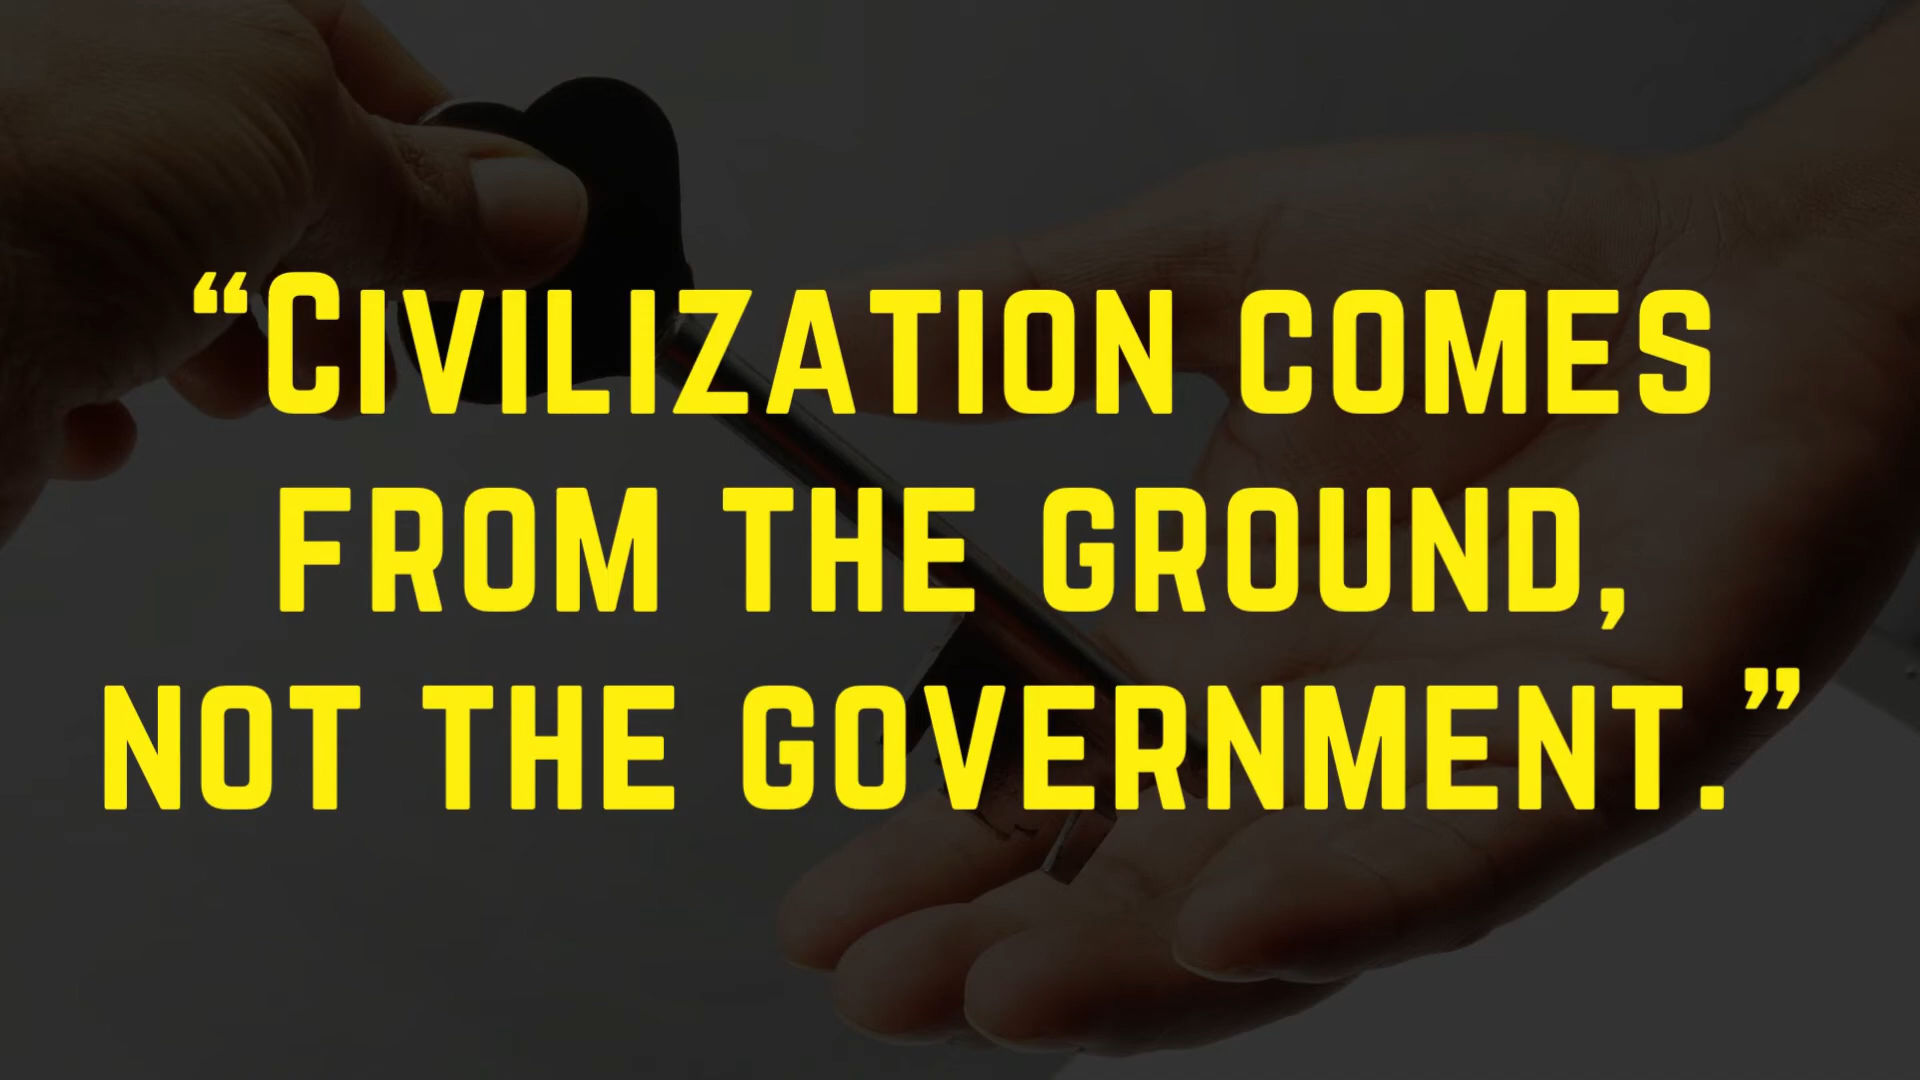 “Civilization comes
from the ground,
not the government.”